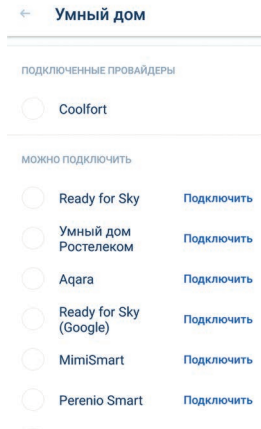 ← Умный дом
ПОДКЛЮЧЕННЫЕ ПРОВАЙДЕРЫ
Coolfort
МОЖНО ПОДКЛЮЧИТЬ
Ready for Sky Подключить
Умный дом
Ростелеком Подключить
Aqara Подключить
Ready for Sky
(Google) Подключить
MimiSmart Подключить
Perenio Smart Подключить